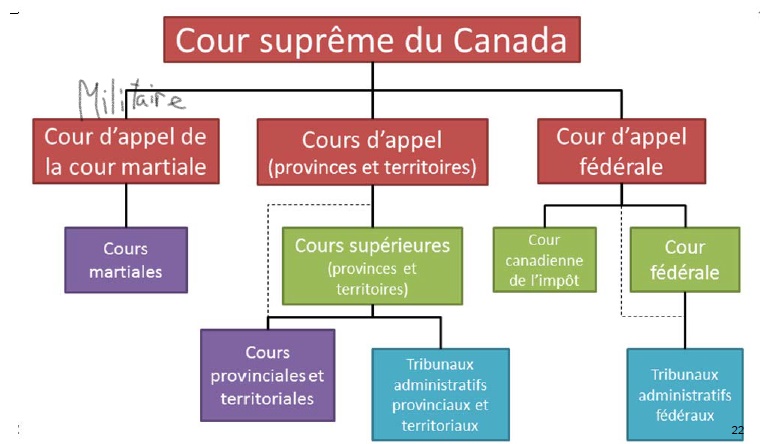 Cour suprême du Canada
Militaire
Cour d'appel de
la cour martiale
Cours d'appel
(provinces et territoires)
Cour d'appel
fédérale
Cours
martiales
Cours supérieures
(provinces et
territoires)
Cour
canadienne
de l'impôt
Cour
fédérale
Cours
provinciales et
territoriales
Tribunaux
administratifs
provinciaux et
territoriaux
Tribunaux
administratifs
fédéraux
22